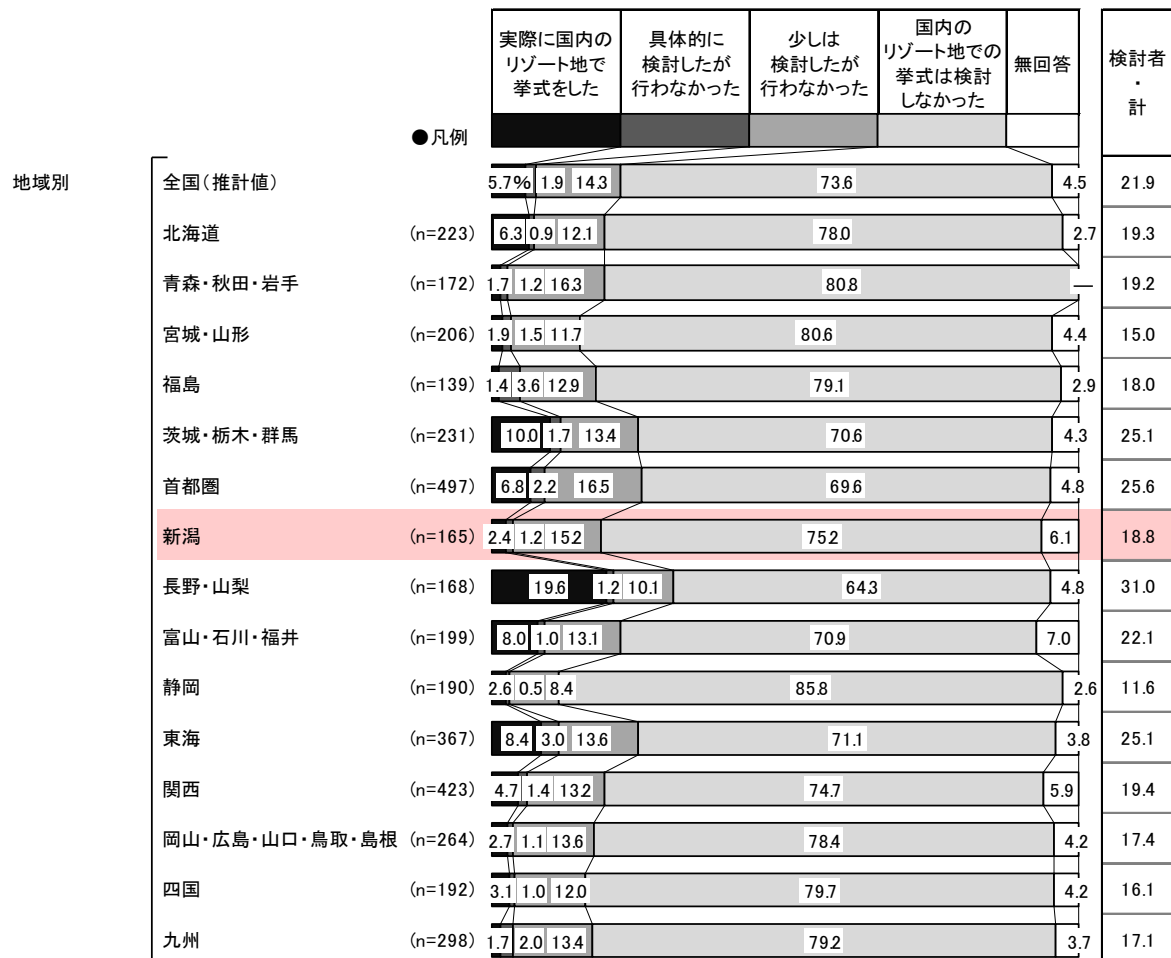 実際に国内の
リゾート地で
挙式をした
具体的に
検討したが
行わなかった
少しは
検討したが
行わなかった
国内の
リゾート地での
挙式は検討
しなかった
無回答
検討者
・
計
●凡例
地域別
全国(推計値) 5.7% 1.9 14.3 73.6 4.5 21.9
北海道 (n=223) 6.3 0.9 12.1 78.0 2.7 19.3
青森・秋田・岩手 (n=172) 1.7 1.2 16.3 80.8 — 19.2
宮城・山形 (n=206) 1.9 1.5 11.7 80.6 4.4 15.0
福島 (n=139) 1.4 3.6 12.9 79.1 2.9 18.0
茨城・栃木・群馬 (n=231) 10.0 1.7 13.4 70.6 4.3 25.1
首都圏 (n=497) 6.8 2.2 16.5 69.6 4.8 25.6
新潟 (n=165) 2.4 1.2 15.2 75.2 6.1 18.8
長野・山梨 (n=168) 19.6 1.2 10.1 64.3 4.8 31.0
富山・石川・福井 (n=199) 8.0 1.0 13.1 70.9 7.0 22.1
静岡 (n=190) 2.6 0.5 8.4 85.8 2.6 11.6
東海 (n=367) 8.4 3.0 13.6 71.1 3.8 25.1
関西 (n=423) 4.7 1.4 13.2 74.7 5.9 19.4
岡山・広島・山口・鳥取・島根 (n=264) 2.7 1.1 13.6 78.4 4.2 17.4
四国 (n=192) 3.1 1.0 12.0 79.7 4.2 16.1
九州 (n=298) 1.7 2.0 13.4 79.2 3.7 17.1